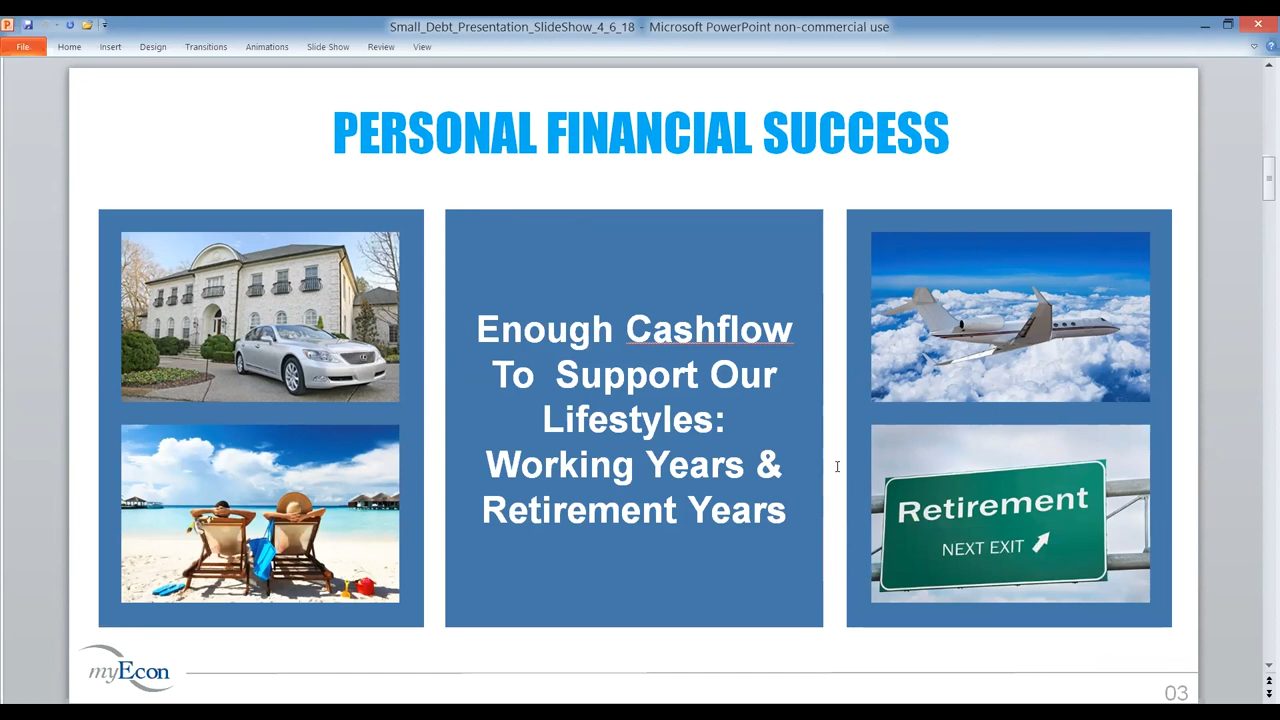 Small_Debt_Presentation_SlideShow_4_6_18 - Microsoft PowerPoint non-commercial use
File Home Insert Design Transitions Animations Slide Show Review View
PERSONAL FINANCIAL SUCCESS
Enough Cashflow
To Support Our
Lifestyles:
Working Years &
Retirement Years
Retirement
NEXT EXIT
myEcon
03